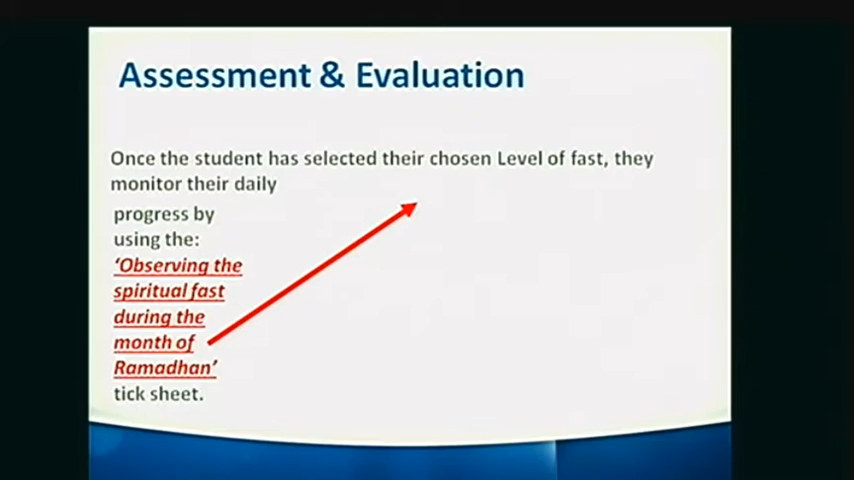 Assessment & Evaluation
Once the student has selected their chosen Level of fast, they
monitor their daily
progress by
using the:
‘Observing the
spiritual fast
during the
month of
Ramadhan’
tick sheet.